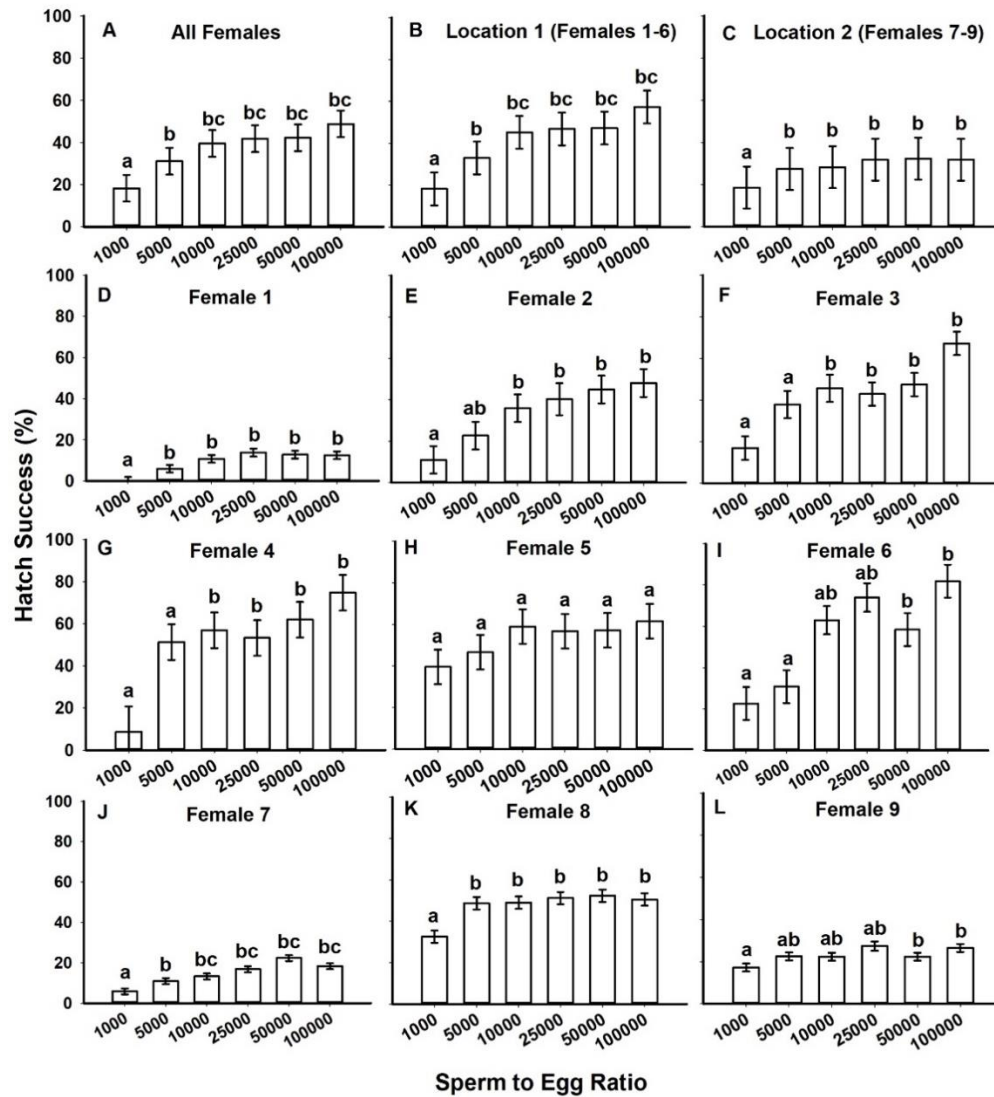 A All Females
B Location 1 (Females 1-6)
C Location 2 (Females 7-9)
100
80
60
40
20
0
a b bc bc bc bc
a b bc bc bc bc
a b b b b b
1000 5000 10000 25000 50000 100000
1000 5000 10000 25000 50000 100000
1000 5000 10000 25000 50000 100000
Hatch Success (%)
D Female 1
E Female 2
F Female 3
100
80
60
40
20
0
a b b b b b
a ab b b b b
a a b b b b
1000 5000 10000 25000 50000 100000
1000 5000 10000 25000 50000 100000
1000 5000 10000 25000 50000 100000
G Female 4
H Female 5
I Female 6
100
80
60
40
20
0
a a b b b b
a a a a a a
a a ab ab b b
1000 5000 10000 25000 50000 100000
1000 5000 10000 25000 50000 100000
1000 5000 10000 25000 50000 100000
J Female 7
K Female 8
L Female 9
100
80
60
40
20
0
a b bc bc bc bc
a b b b b b
a ab ab ab b b
1000 5000 10000 25000 50000 100000
1000 5000 10000 25000 50000 100000
1000 5000 10000 25000 50000 100000
Sperm to Egg Ratio